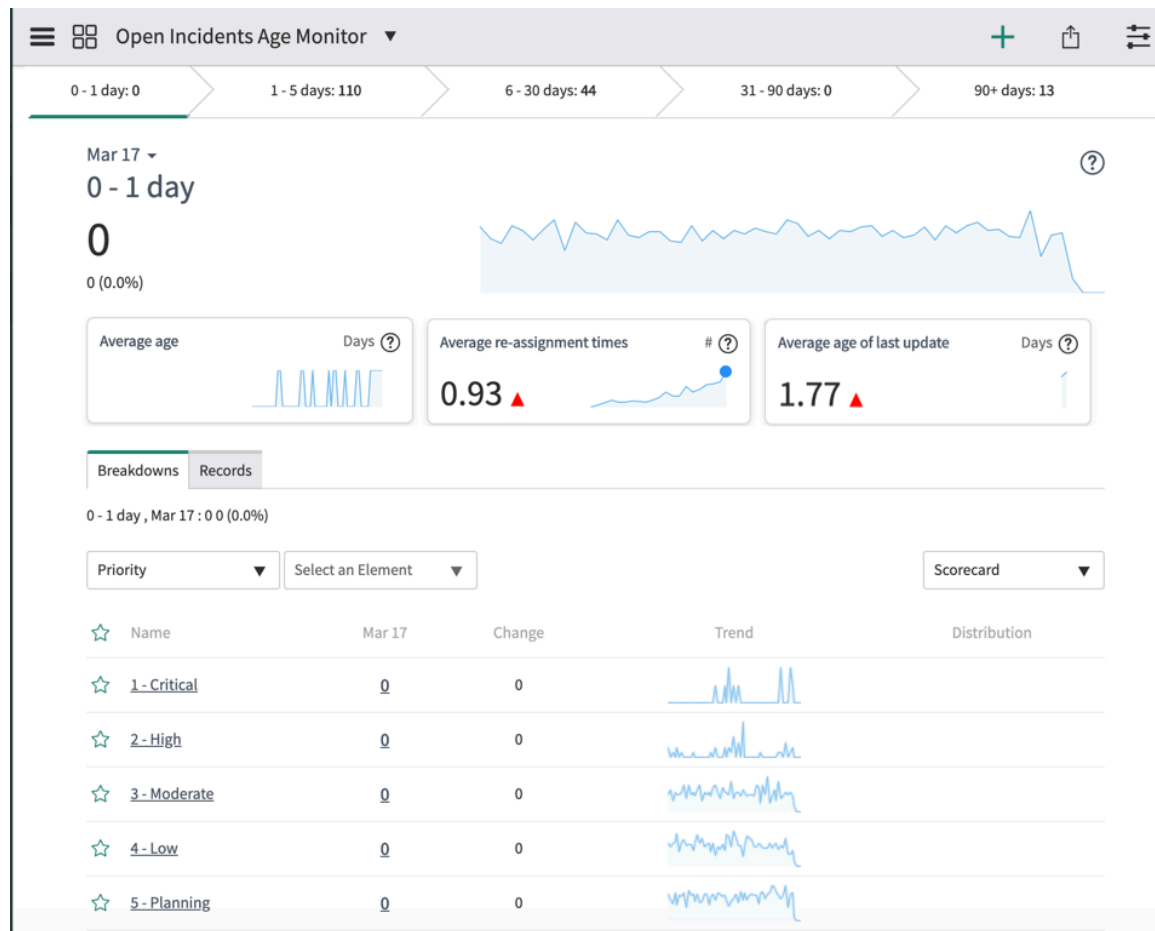 Open Incidents Age Monitor ▼
0 - 1 day: 0 1 - 5 days: 110 6 - 30 days: 44 31 - 90 days: 0 90+ days: 13
Mar 17
0 - 1 day
0
0 (0.0%)
Average age Days ? Average re-assignment times # ? Average age of last update Days ?
0.93 ▲ 1.77 ▲
Breakdowns Records
0 - 1 day , Mar 17 : 0 0 (0.0%)
Priority ▼ Select an Element ▼ Scorecard ▼
Name Mar 17 Change Trend Distribution
1 - Critical 0 0
2 - High 0 0
3 - Moderate 0 0
4 - Low 0 0
5 - Planning 0 0